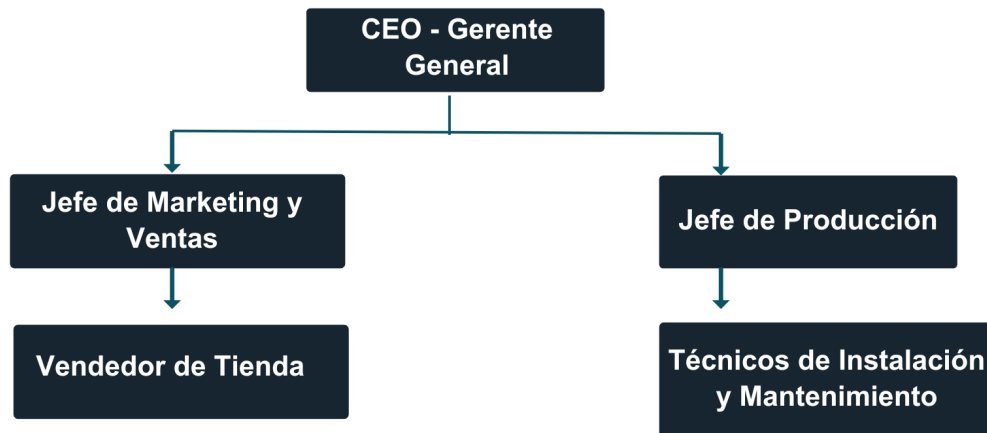 CEO - Gerente
General
Jefe de Marketing y
Ventas
Jefe de Producción
Vendedor de Tienda
Técnicos de Instalación
y Mantenimiento